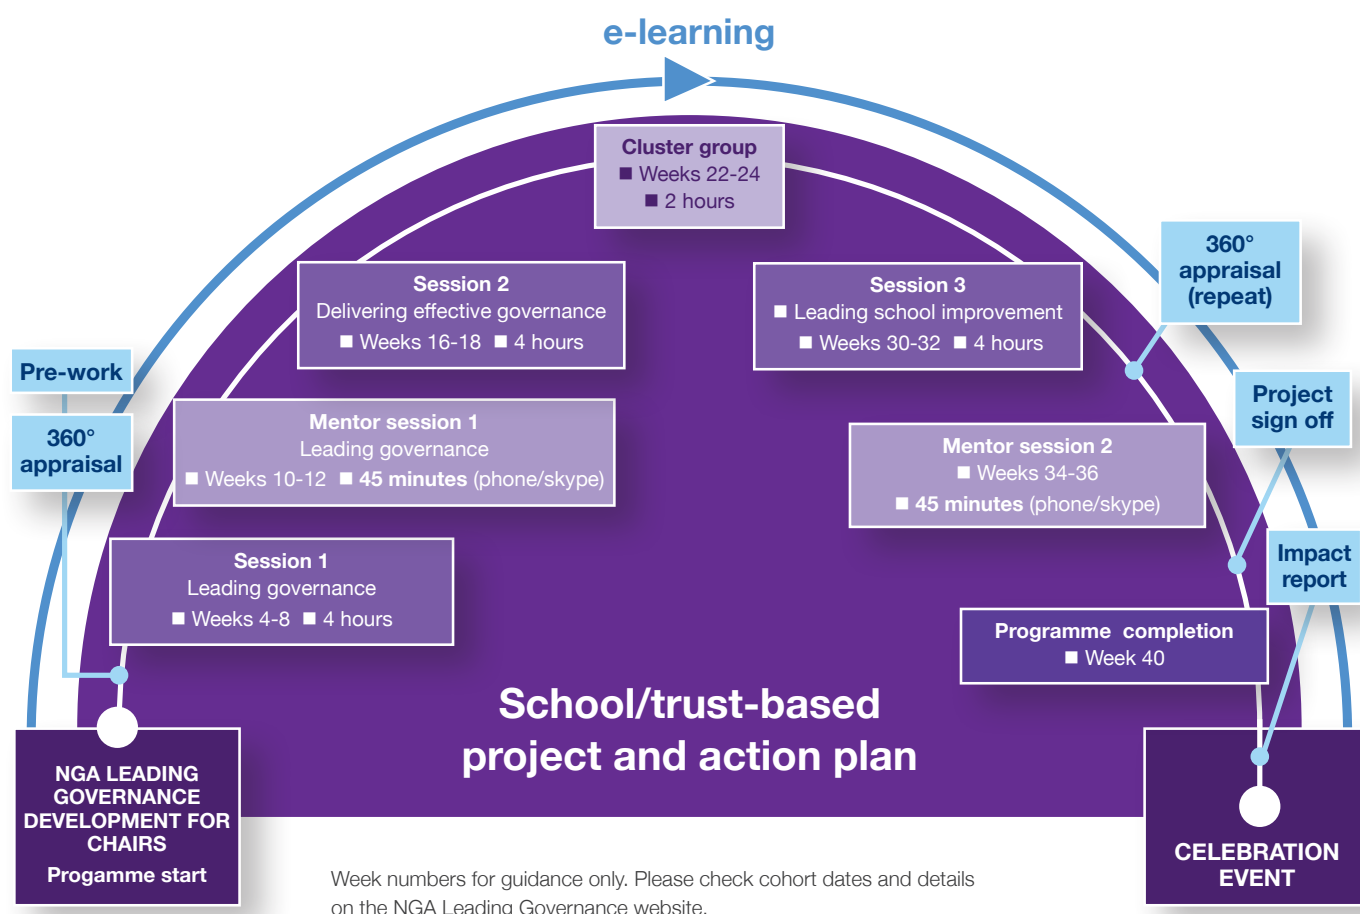 e-learning
Cluster group
■ Weeks 22-24
■ 2 hours
Session 2
Delivering effective governance
■ Weeks 16-18 ■ 4 hours
Session 3
■ Leading school improvement
■ Weeks 30-32 ■ 4 hours
360°
appraisal
(repeat)
Pre-work
360°
appraisal
Mentor session 1
Leading governance
■ Weeks 10-12 ■ 45 minutes (phone/skype)
Mentor session 2
■ Weeks 34-36
■ 45 minutes (phone/skype)
Project
sign off
Session 1
Leading governance
■ Weeks 4-8 ■ 4 hours
Impact
report
Programme completion
■ Week 40
School/trust-based
project and action plan
NGA LEADING
GOVERNANCE
DEVELOPMENT FOR
CHAIRS
Progamme start
CELEBRATION
EVENT
Week numbers for guidance only. Please check cohort dates and details
on the NGA Leading Governance website.